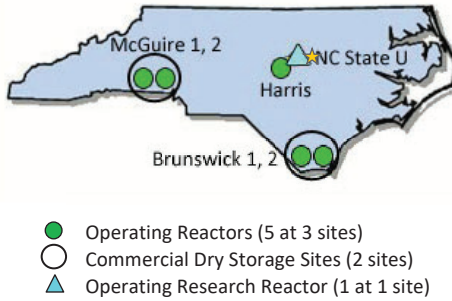 McGuire 1, 2
NC State U
Harris
Brunswick 1, 2
Operating Reactors (5 at 3 sites)
Commercial Dry Storage Sites (2 sites)
Operating Research Reactor (1 at 1 site)